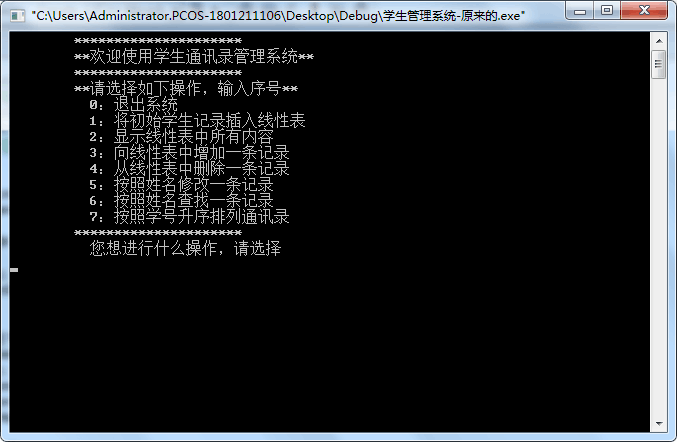 "C:\Users\Administrator.PCOS-1801211106\Desktop\Debug\学生管理系统-原来的.exe"
*********************
**欢迎使用学生通讯录管理系统**
*********************
**请选择如下操作，输入序号**
0：退出系统
1：将初始学生记录插入线性表
2：显示线性表中所有内容
3：向线性表中增加一条记录
4：从线性表中删除一条记录
5：按照姓名修改一条记录
6：按照姓名查找一条记录
7：按照学号升序排列通讯录
*********************
您想进行什么操作，请选择